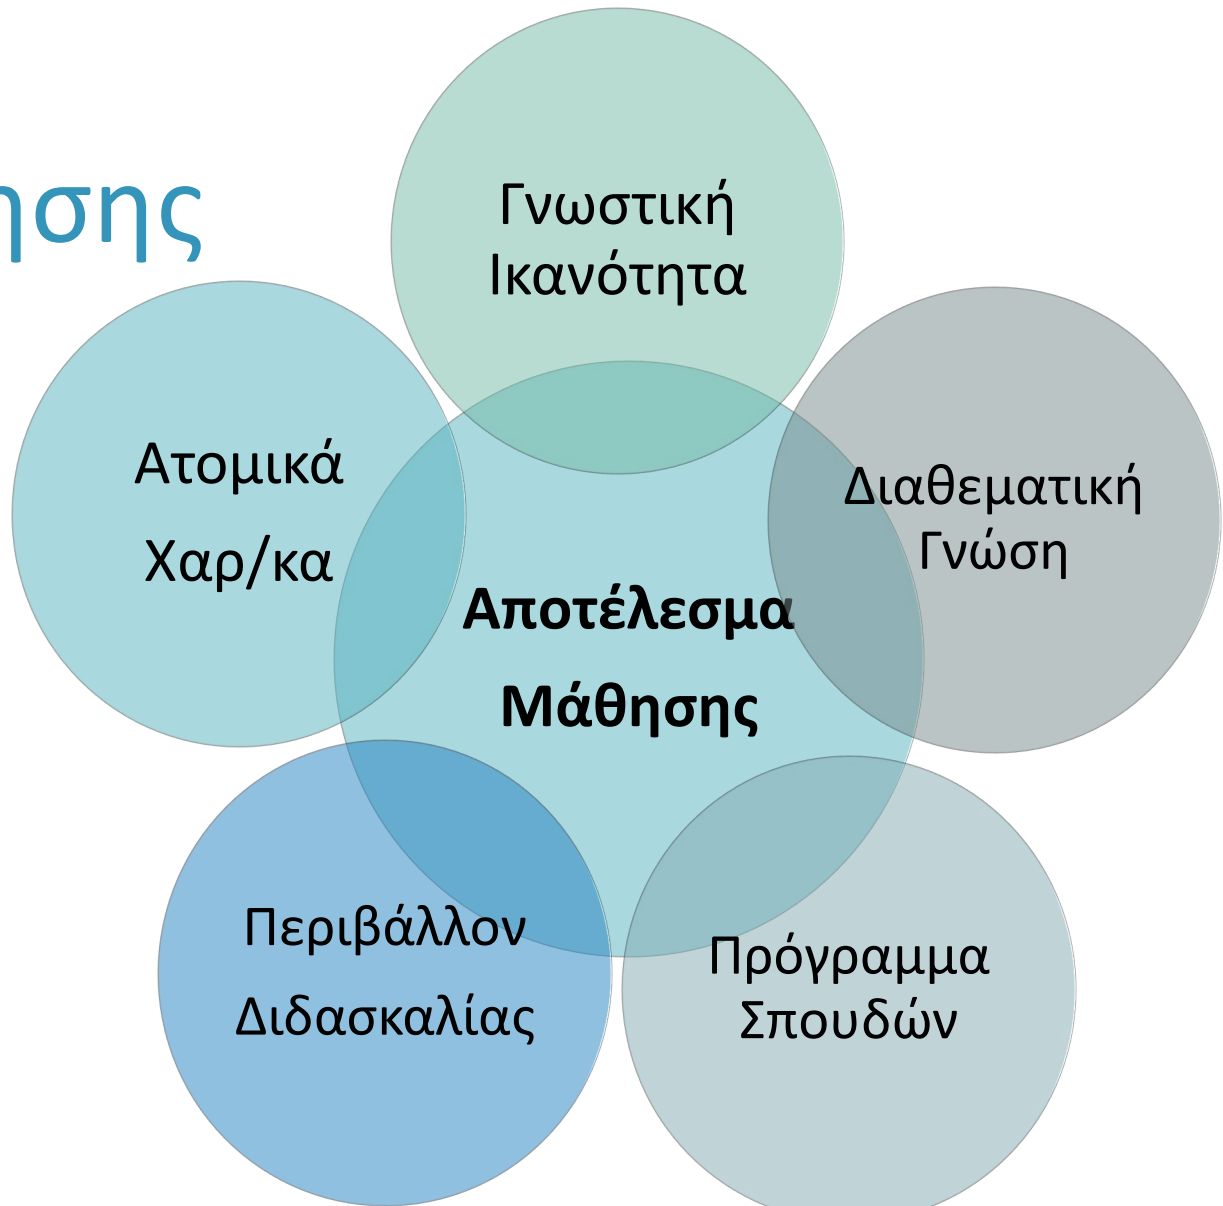 ησης
Γνωστική
Ικανότητα
Ατομικά
Χαρ/κα
Διαθεματική
Γνώση
Αποτέλεσμα
Μάθησης
Περιβάλλον
Διδασκαλίας
Πρόγραμμα
Σπουδών